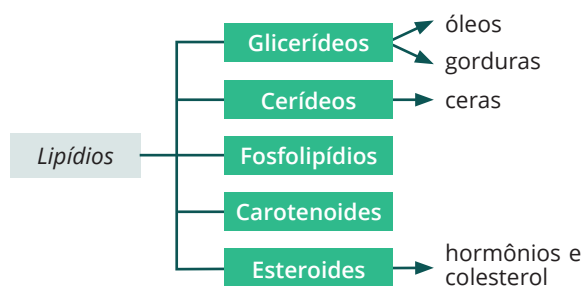 Glicerídeos
óleos
gorduras
Cerídeos
ceras
Lipídios
Fosfolipídios
Carotenoides
Esteroides
hormônios e
colesterol